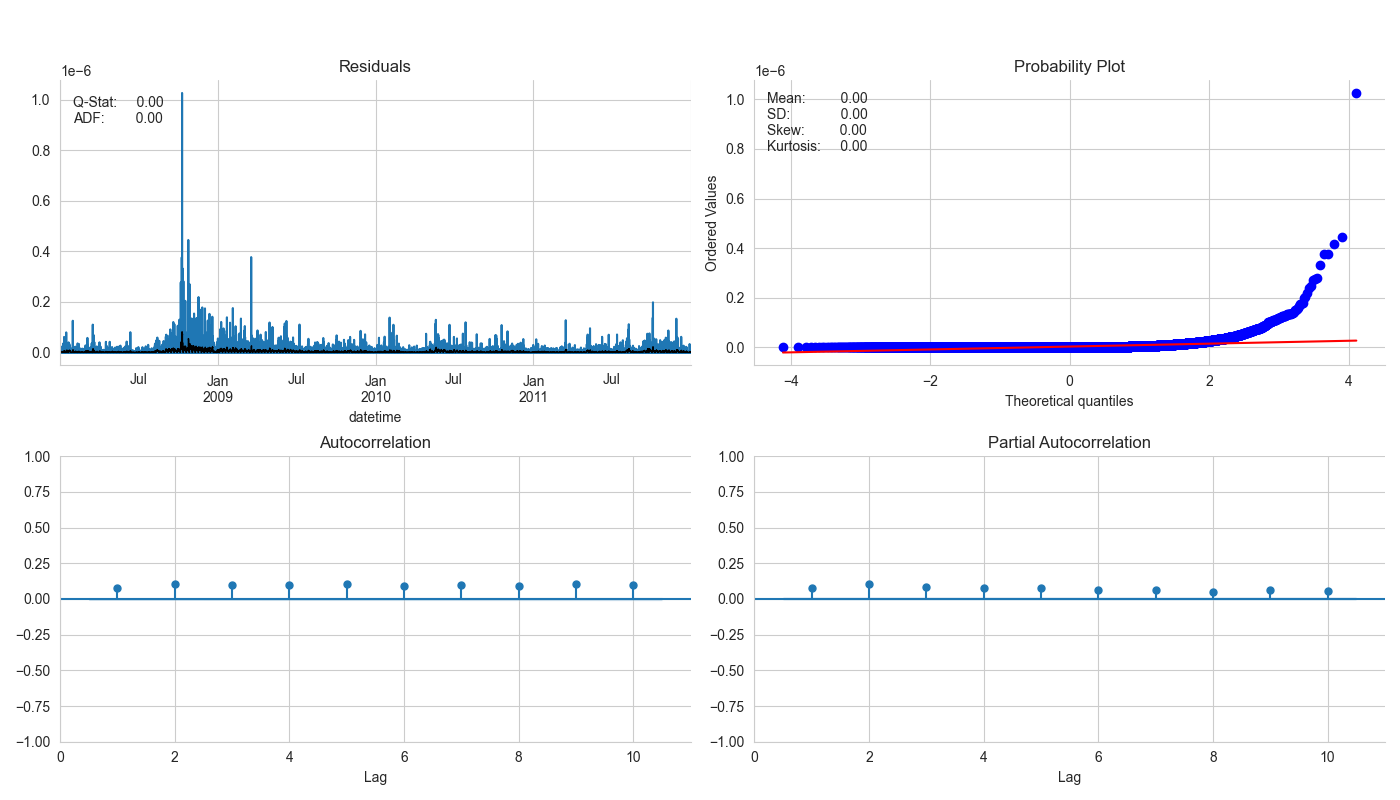 Residuals
1e−6
Q-Stat: 0.00
ADF: 0.00
1.0
0.8
0.6
0.4
0.2
0.0
Jul Jan Jul Jan Jul Jan Jul
2009 2010 2011
datetime
Probability Plot
1e−6
Mean: 0.00
SD: 0.00
Skew: 0.00
Kurtosis: 0.00
Ordered Values
1.0
0.8
0.6
0.4
0.2
0.0
−4 −2 0 2 4
Theoretical quantiles
Autocorrelation
1.00
0.75
0.50
0.25
0.00
−0.25
−0.50
−0.75
−1.00
0 2 4 6 8 10
Lag
Partial Autocorrelation
1.00
0.75
0.50
0.25
0.00
−0.25
−0.50
−0.75
−1.00
0 2 4 6 8 10
Lag